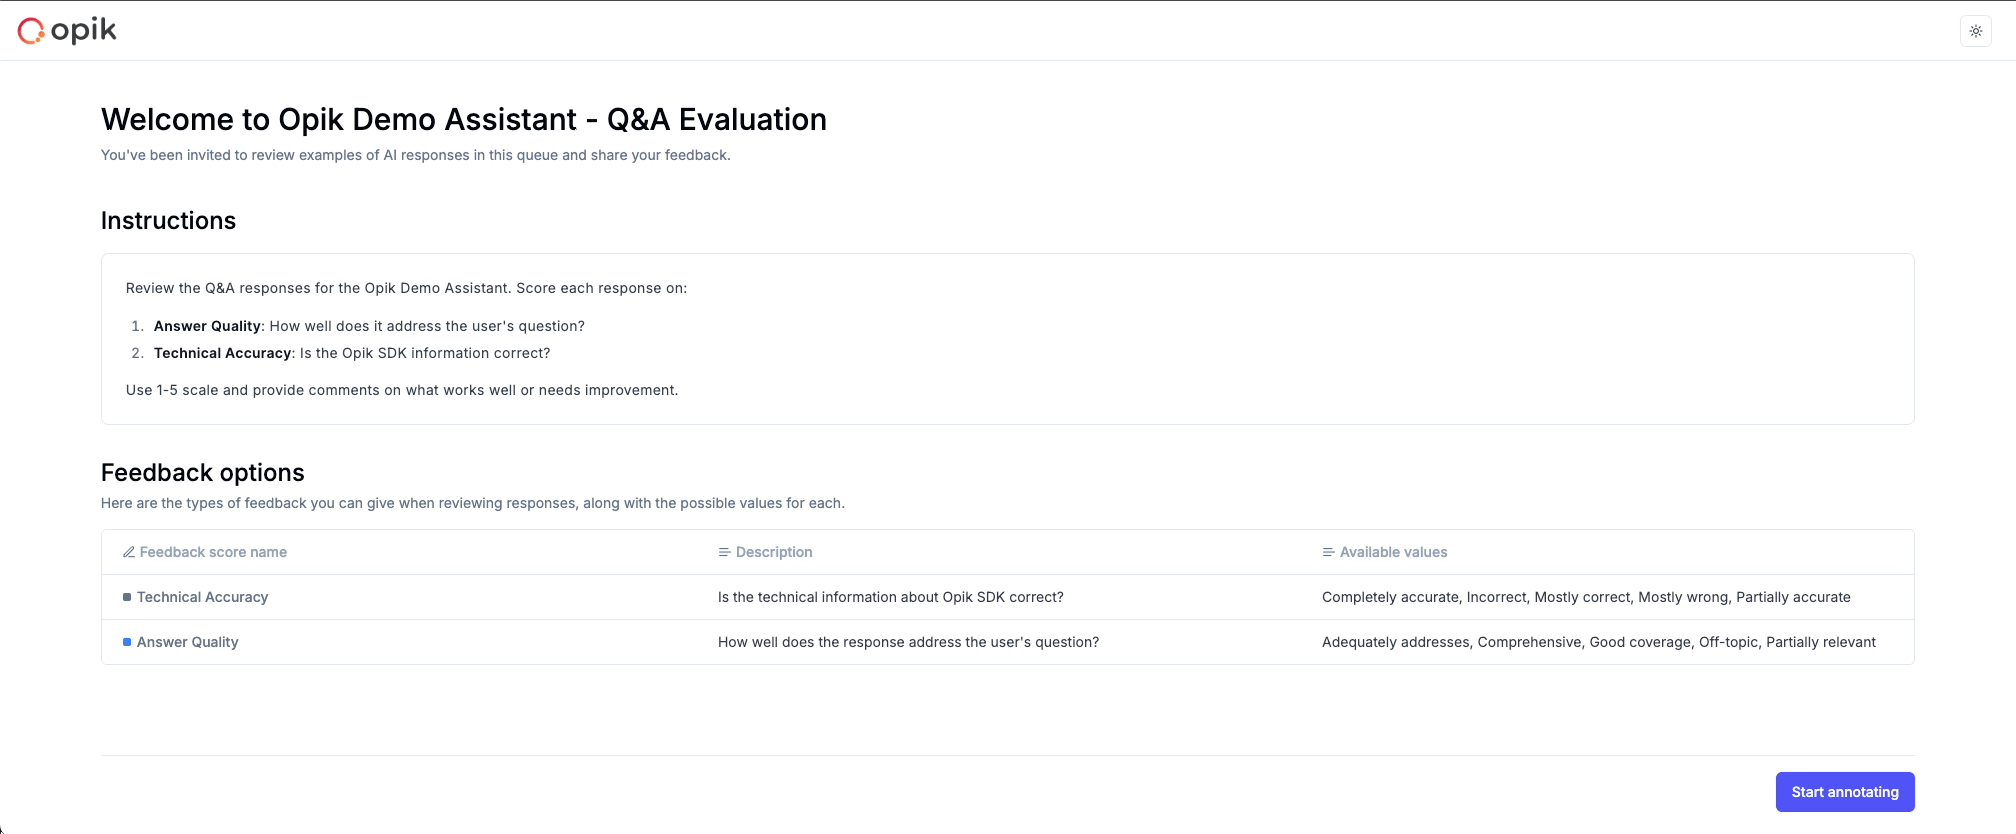 opik
Welcome to Opik Demo Assistant - Q&A Evaluation
You've been invited to review examples of AI responses in this queue and share your feedback.
Instructions
Review the Q&A responses for the Opik Demo Assistant. Score each response on:
1. Answer Quality: How well does it address the user's question?
2. Technical Accuracy: Is the Opik SDK information correct?
Use 1-5 scale and provide comments on what works well or needs improvement.
Feedback options
Here are the types of feedback you can give when reviewing responses, along with the possible values for each.
Feedback score name Description Available values
Technical Accuracy Is the technical information about Opik SDK correct? Completely accurate, Incorrect, Mostly correct, Mostly wrong, Partially accurate
Answer Quality How well does the response address the user's question? Adequately addresses, Comprehensive, Good coverage, Off-topic, Partially relevant
Start annotating